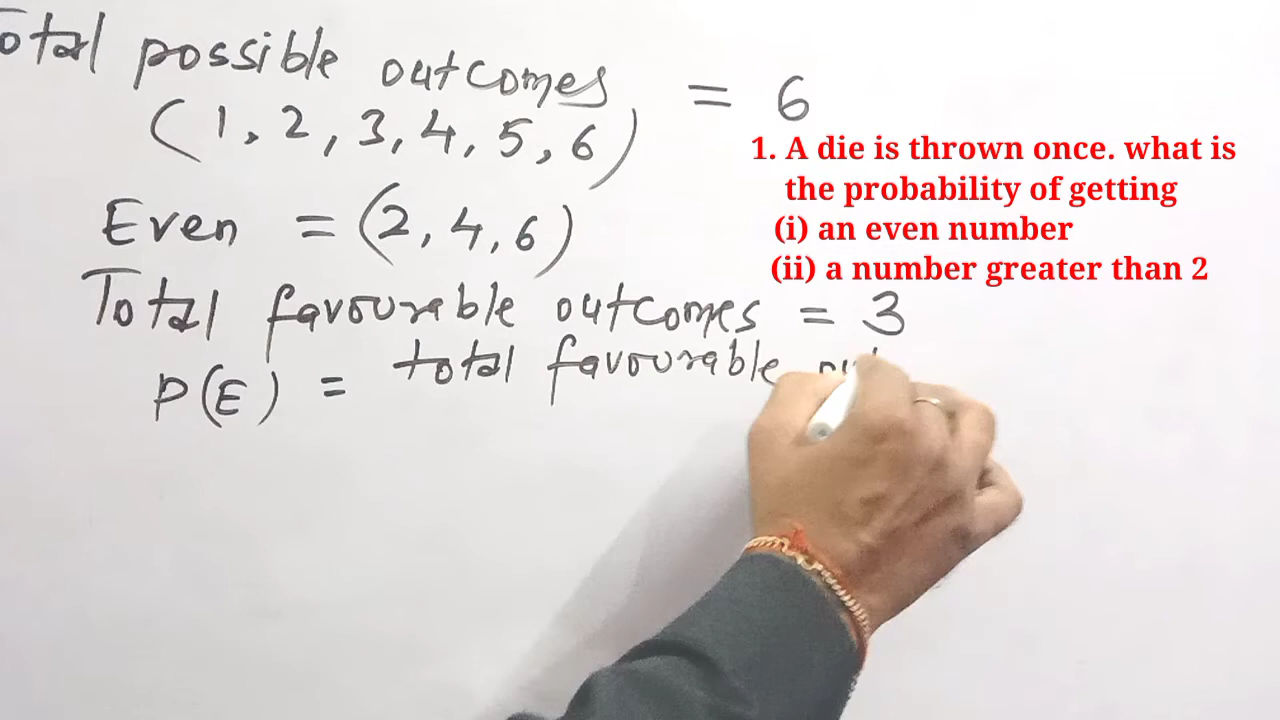 Total possible outcomes = 6
(1, 2, 3, 4, 5, 6)
1. A die is thrown once. what is
the probability of getting
(i) an even number
(ii) a number greater than 2
Even = (2, 4, 6)
Total favourable outcomes = 3
P(E) = total favourable